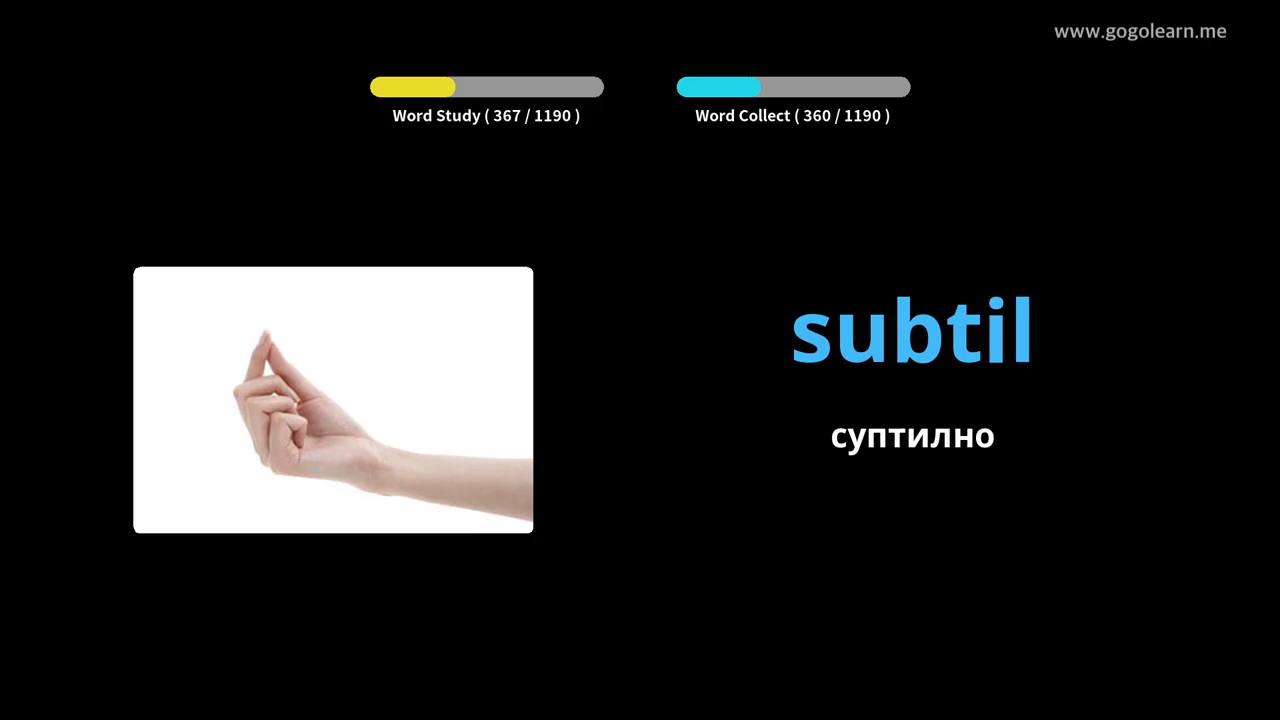 www.gogolearn.me
Word Study ( 367 / 1190 )
Word Collect ( 360 / 1190 )
subtil
суптилно